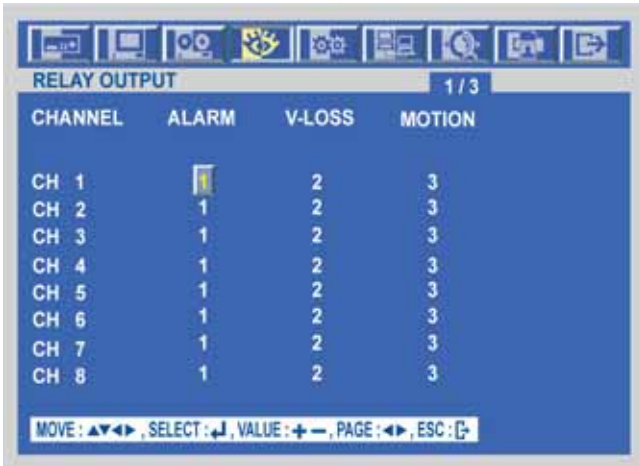 RELAY OUTPUT 1 / 3
CHANNEL ALARM V-LOSS MOTION
CH 1 1 2 3
CH 2 1 2 3
CH 3 1 2 3
CH 4 1 2 3
CH 5 1 2 3
CH 6 1 2 3
CH 7 1 2 3
CH 8 1 2 3
MOVE : ▲▼◀▶ , SELECT : ↲ , VALUE : + − , PAGE : ◀▶ , ESC :